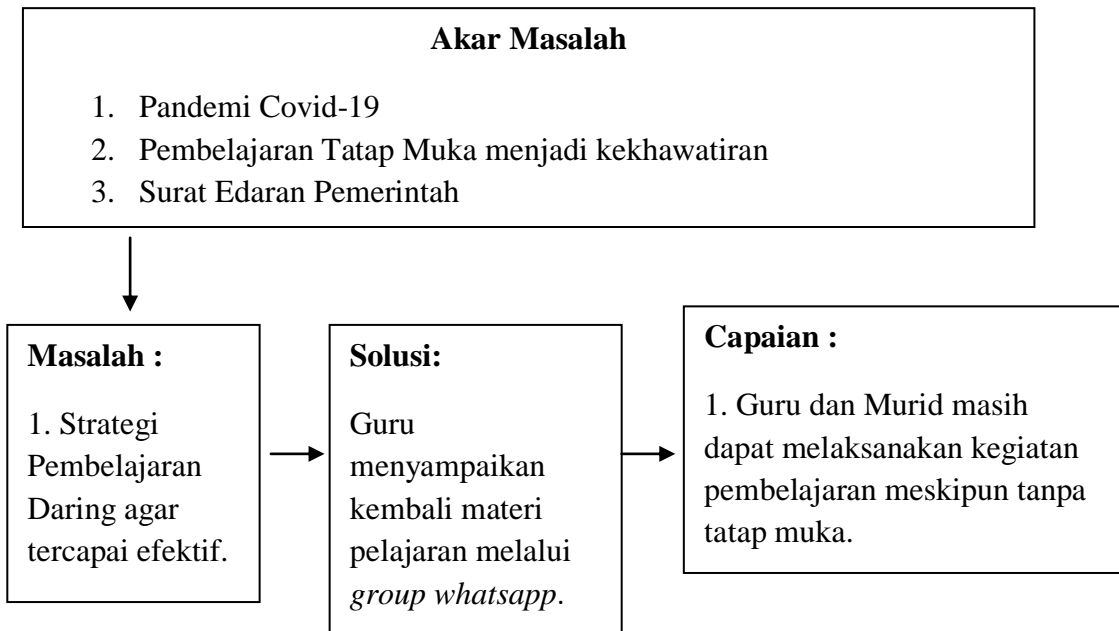 Akar Masalah
1. Pandemi Covid-19
2. Pembelajaran Tatap Muka menjadi kekhawatiran
3. Surat Edaran Pemerintah
Masalah :
1. Strategi
Pembelajaran
Daring agar
tercapai efektif.
Solusi:
Guru
menyampaikan
kembali materi
pelajaran melalui
group whatsapp.
Capaian :
1. Guru dan Murid masih
dapat melaksanakan kegiatan
pembelajaran meskipun tanpa
tatap muka.